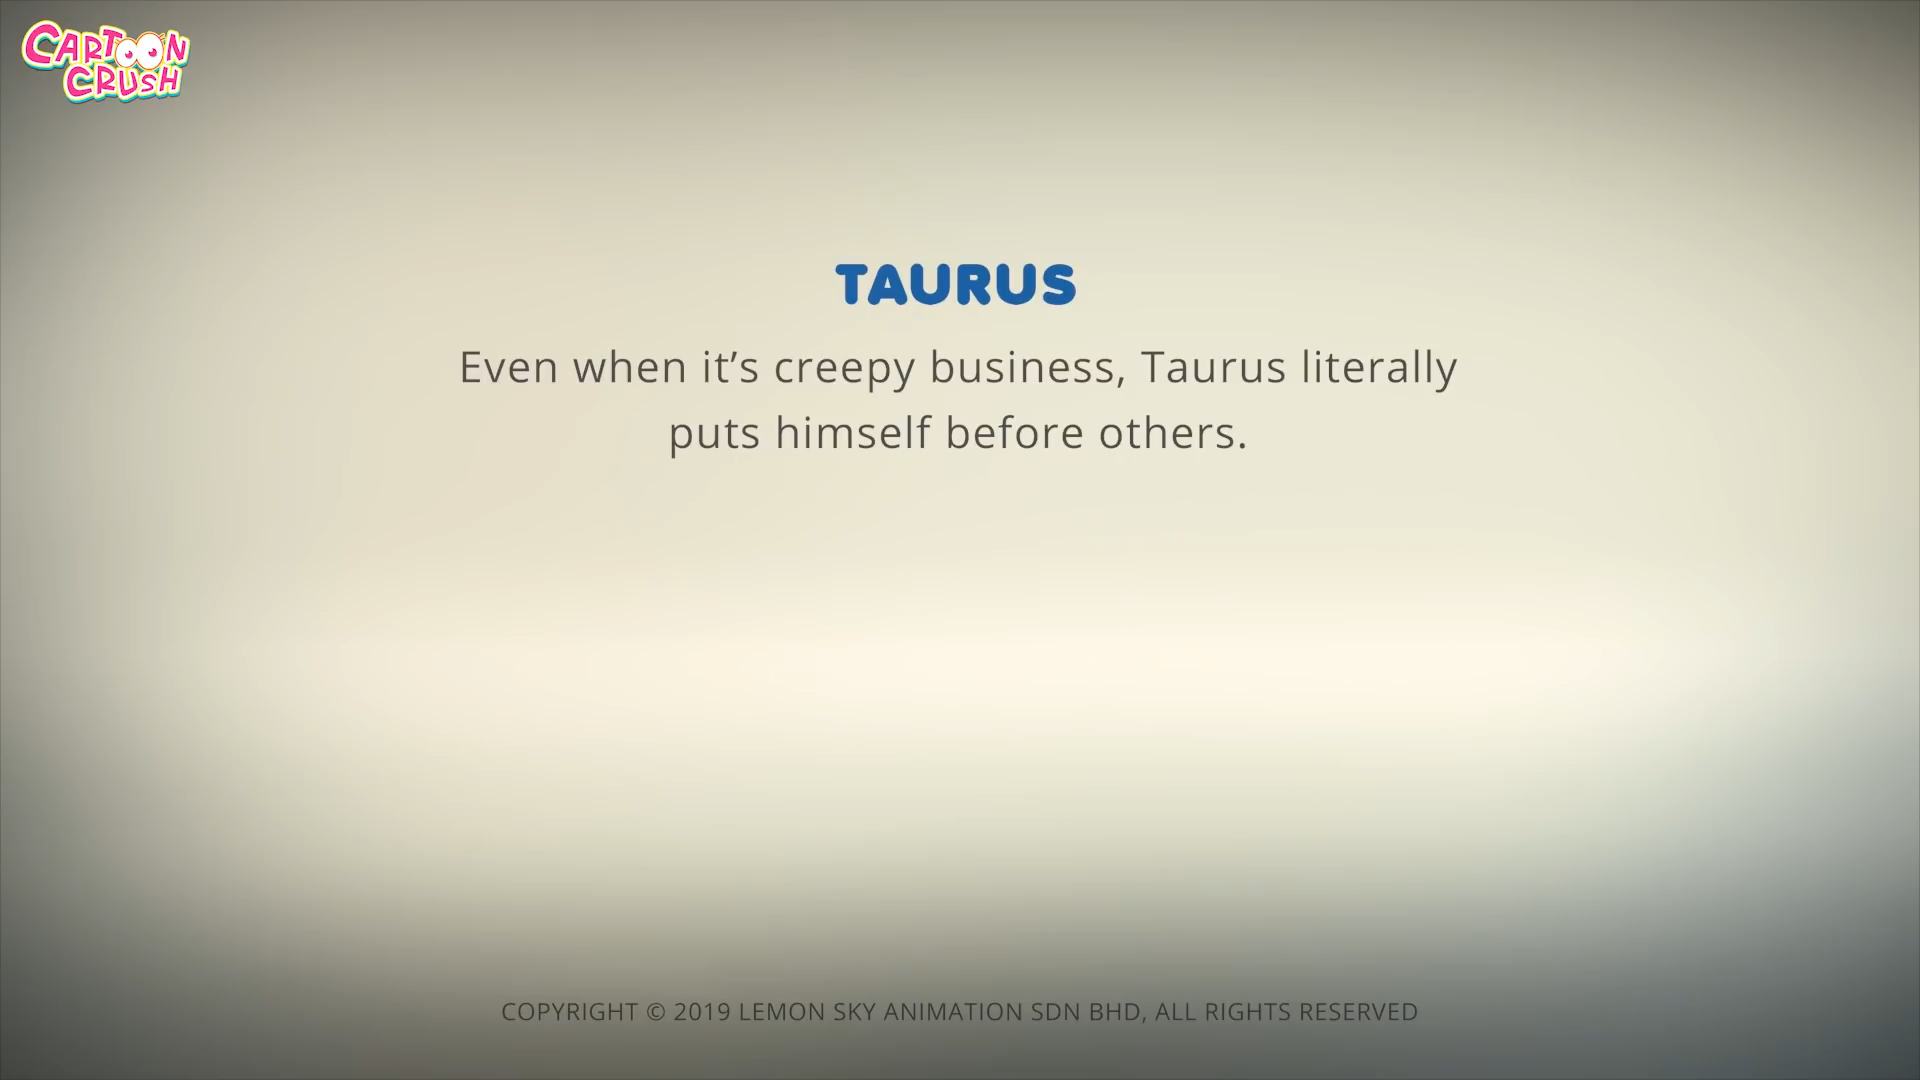 CARTOON
CRUSH
TAURUS
Even when it’s creepy business, Taurus literally
puts himself before others.
COPYRIGHT © 2019 LEMON SKY ANIMATION SDN BHD, ALL RIGHTS RESERVED